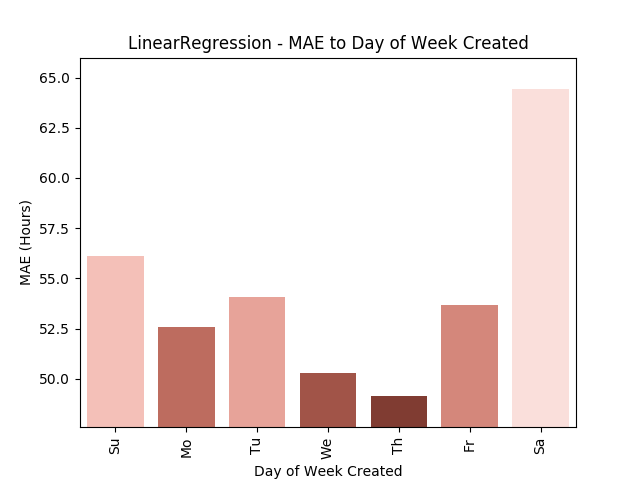 LinearRegression - MAE to Day of Week Created
MAE (Hours)
65.0
62.5
60.0
57.5
55.0
52.5
50.0
Su
Mo
Tu
We
Th
Fr
Sa
Day of Week Created